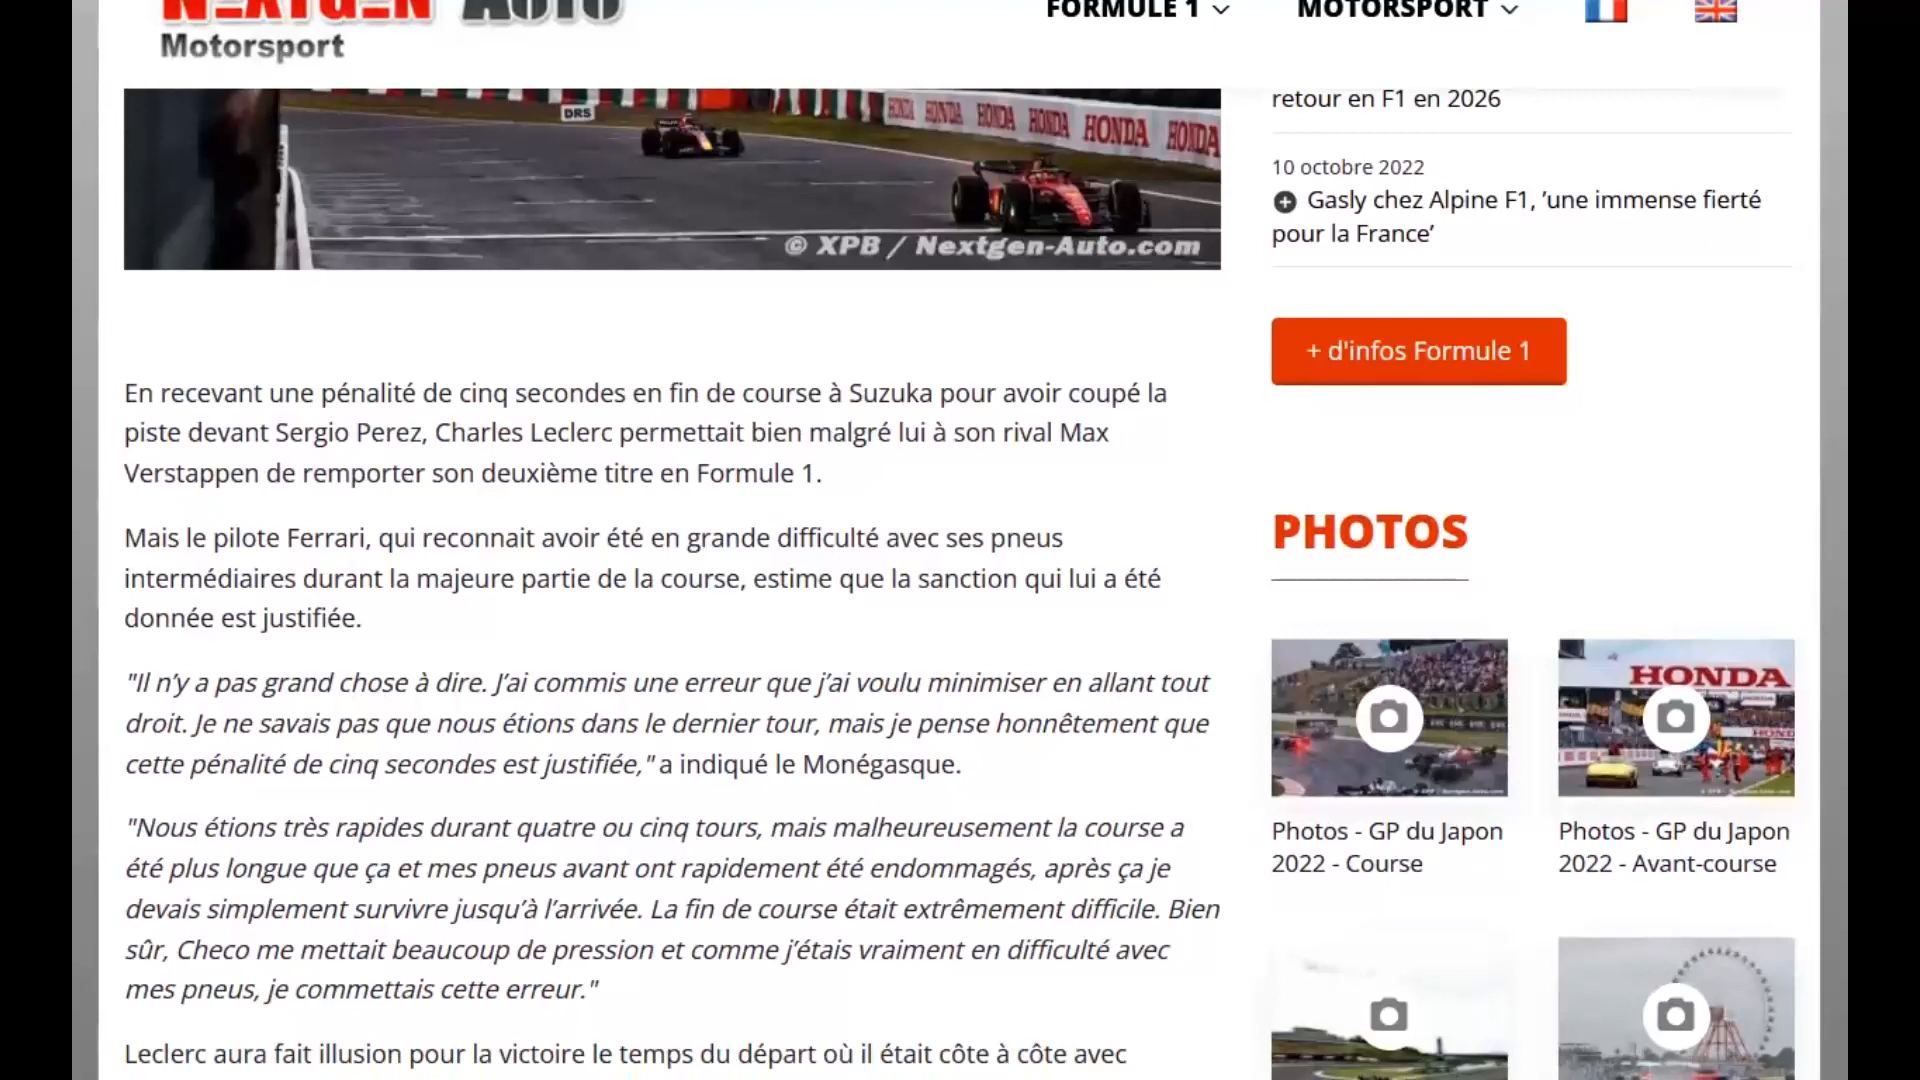 NEXTGEN AUTO
Motorsport
FORMULE 1
MOTORSPORT
DRS
HONDA HONDA HONDA HONDA HONDA
© XPB / Nextgen-Auto.com
En recevant une pénalité de cinq secondes en fin de course à Suzuka pour avoir coupé la
piste devant Sergio Perez, Charles Leclerc permettait bien malgré lui à son rival Max
Verstappen de remporter son deuxième titre en Formule 1.
Mais le pilote Ferrari, qui reconnait avoir été en grande difficulté avec ses pneus
intermédiaires durant la majeure partie de la course, estime que la sanction qui lui a été
donnée est justifiée.
"Il n’y a pas grand chose à dire. J’ai commis une erreur que j’ai voulu minimiser en allant tout
droit. Je ne savais pas que nous étions dans le dernier tour, mais je pense honnêtement que
cette pénalité de cinq secondes est justifiée," a indiqué le Monégasque.
"Nous étions très rapides durant quatre ou cinq tours, mais malheureusement la course a
été plus longue que ça et mes pneus avant ont rapidement été endommagés, après ça je
devais simplement survivre jusqu’à l’arrivée. La fin de course était extrêmement difficile. Bien
sûr, Checo me mettait beaucoup de pression et comme j’étais vraiment en difficulté avec
mes pneus, je commettais cette erreur."
Leclerc aura fait illusion pour la victoire le temps du départ où il était côte à côte avec
retour en F1 en 2026
10 octobre 2022
Gasly chez Alpine F1, ’une immense fierté
pour la France’
+ d'infos Formule 1
PHOTOS
HONDA
Photos - GP du Japon
2022 - Course
Photos - GP du Japon
2022 - Avant-course